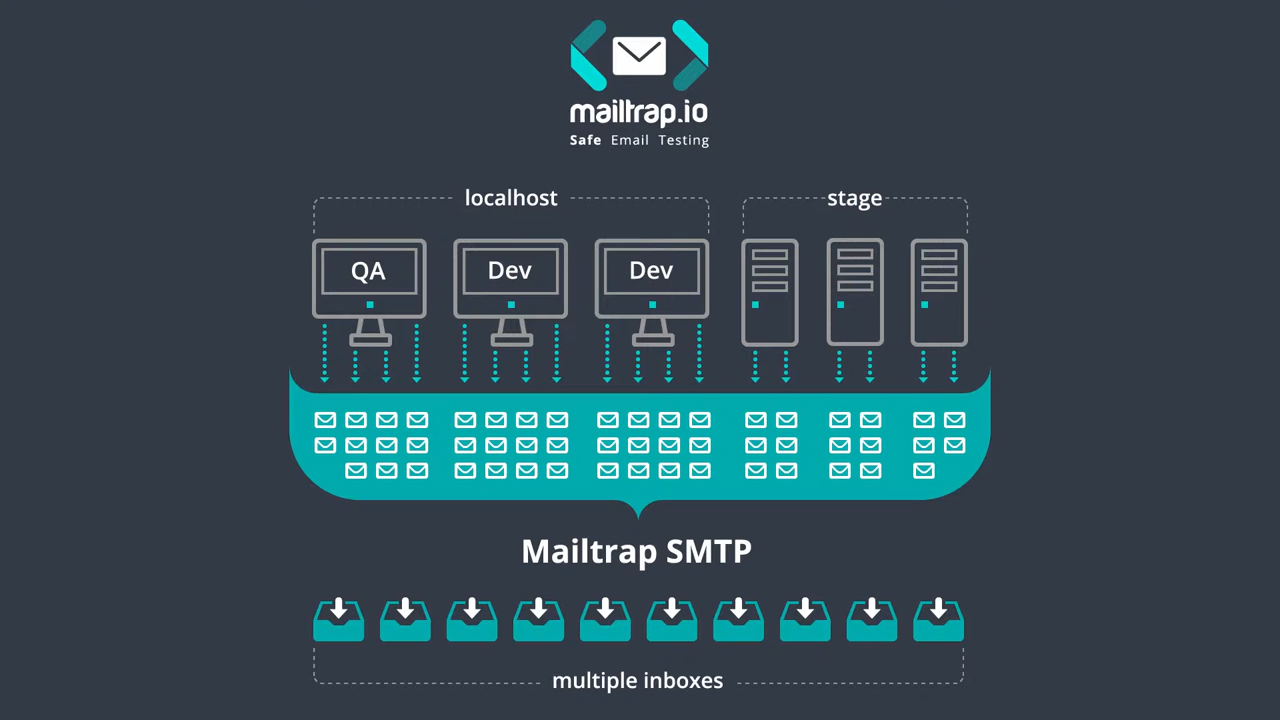 mailtrap.io
Safe Email Testing
localhost
stage
QA
Dev
Dev
Mailtrap SMTP
multiple inboxes